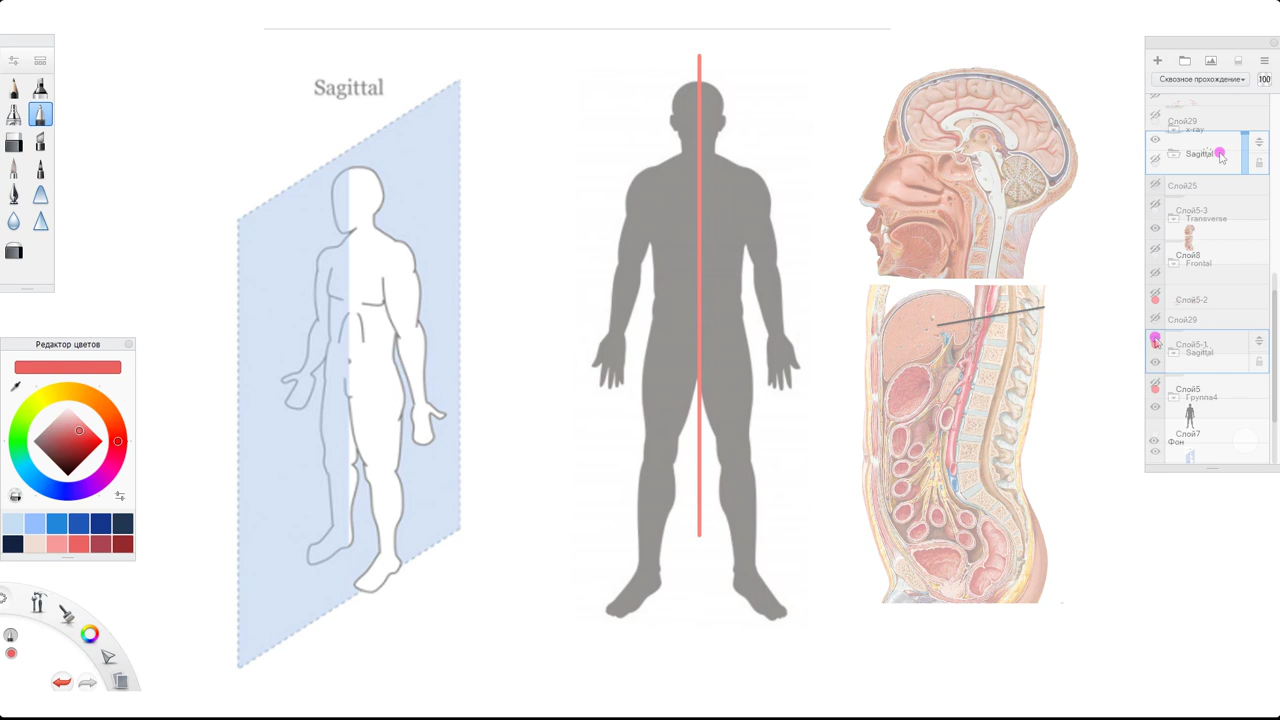 Sagittal
Редактор цветов
Сквозное прохождение
100
Слой29
x-ray
Sagittal
Слой25
Слой5-3
Transverse
Слой8
Frontal
Слой5-2
Слой29
Слой5-1
Sagittal
Слой5
Группа4
Слой7
Фон